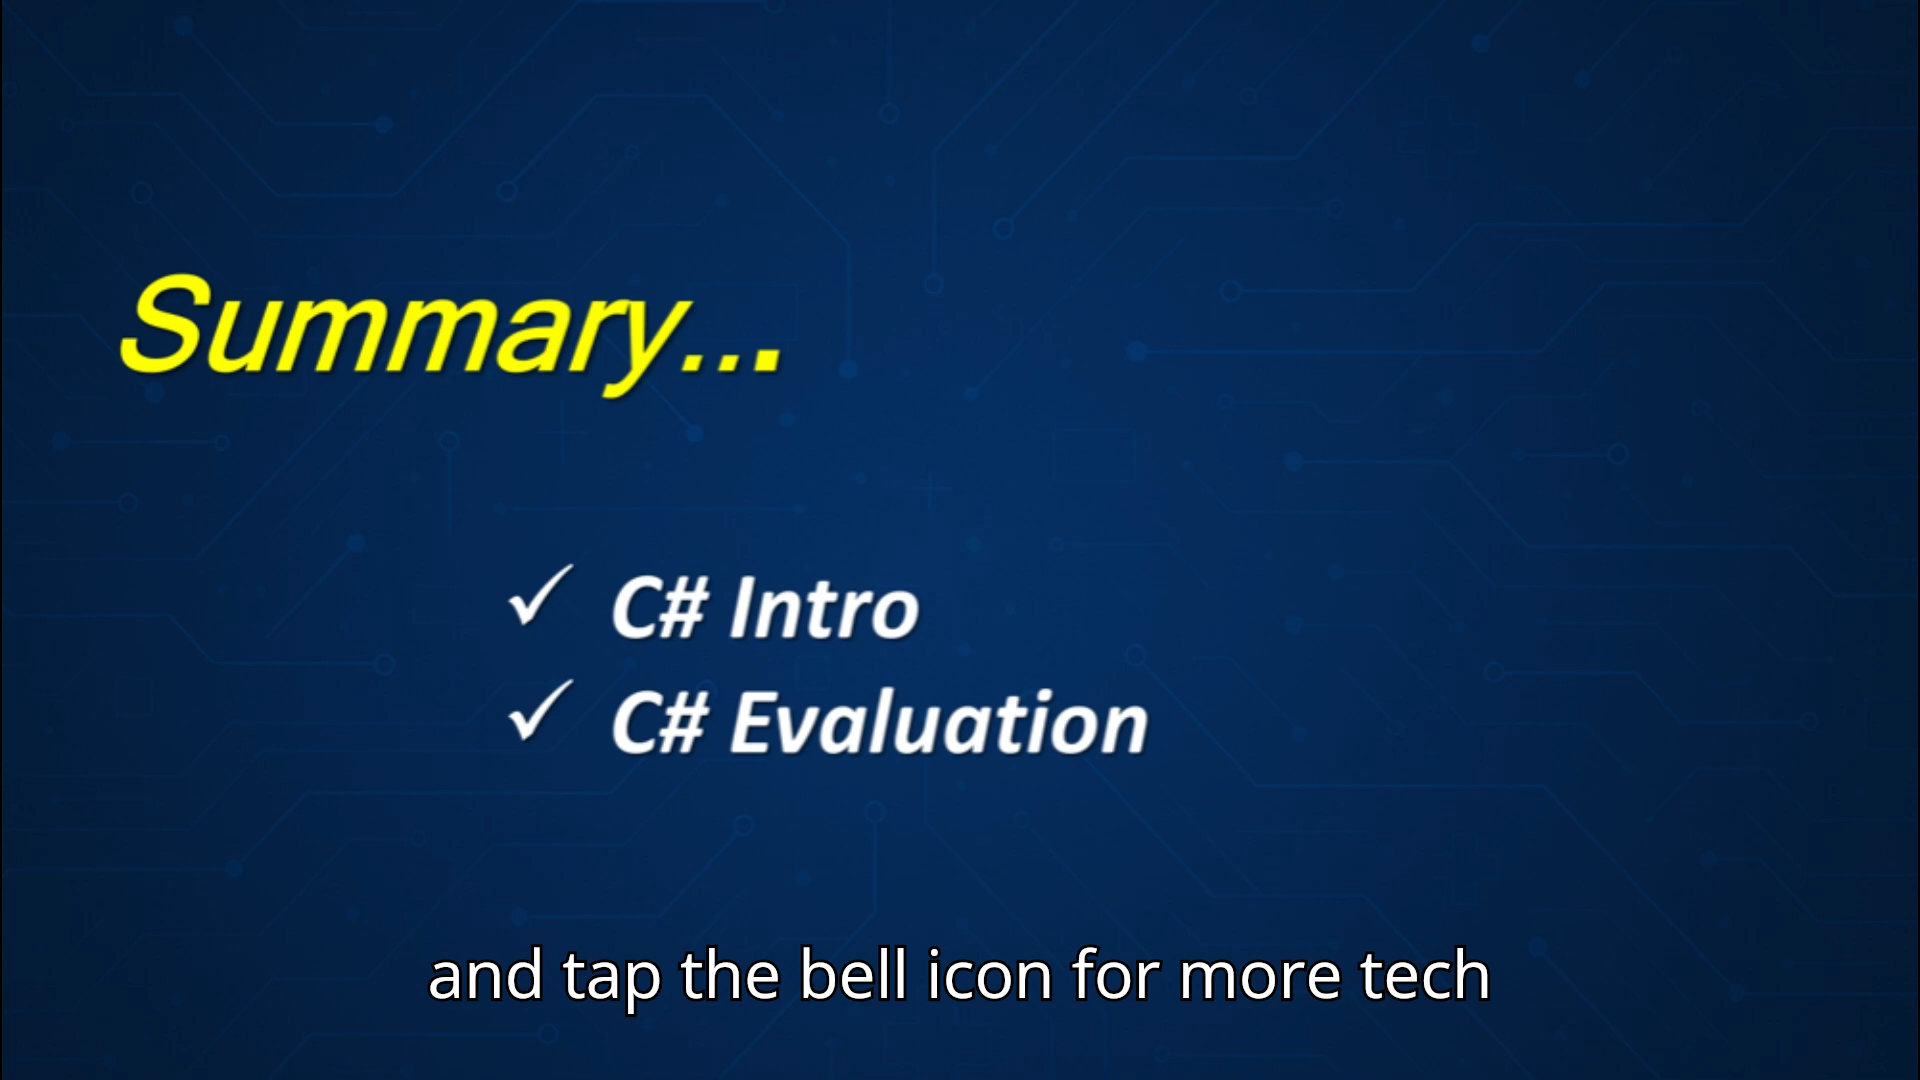 Summary...
✓ C# Intro
✓ C# Evaluation
and tap the bell icon for more tech